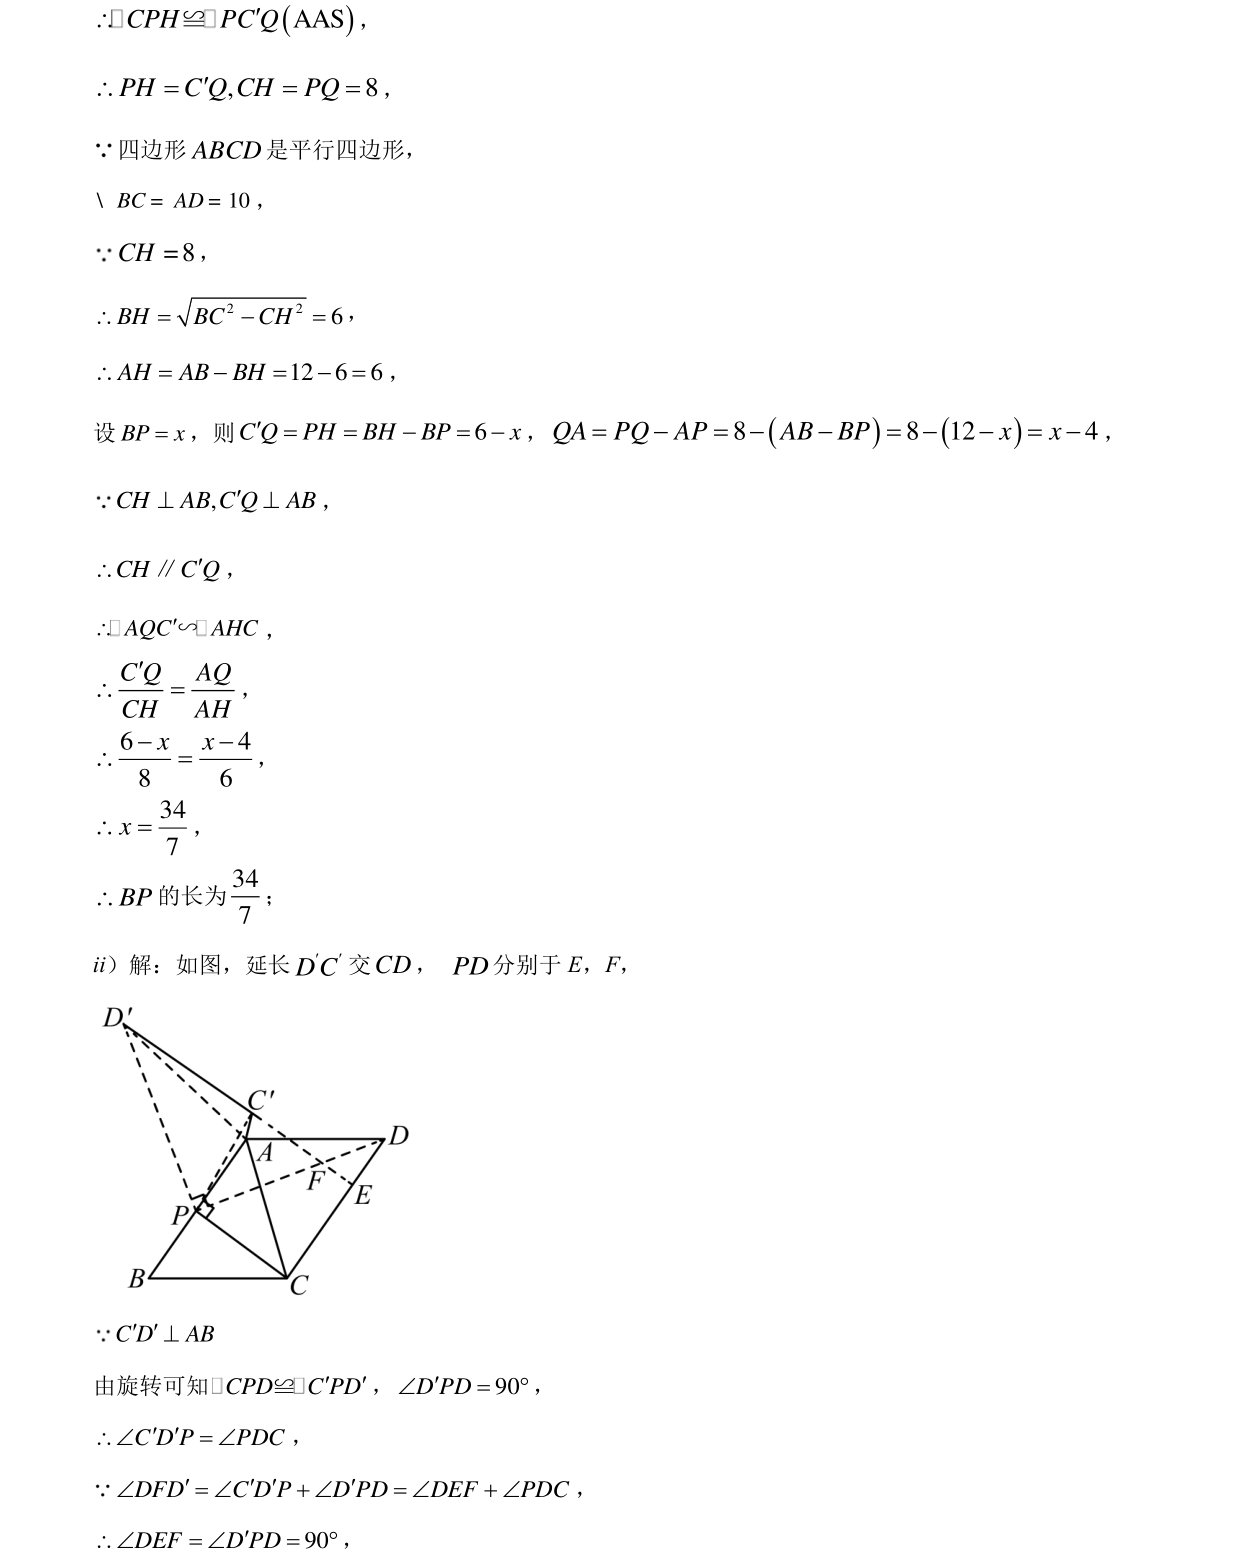 ∴□CPH≌□PC′Q(AAS)，
∴PH=C′Q,CH=PQ=8，
∵四边形ABCD是平行四边形，
\ BC= AD=10，
∵CH=8，
∴BH=√(BC²−CH²)=6，
∴AH=AB−BH=12−6=6，
设BP=x，则C′Q=PH=BH−BP=6−x，QA=PQ−AP=8−(AB−BP)=8−(12−x)=x−4，
∵CH⊥AB,C′Q⊥AB，
∴CH∥C′Q，
∴□AQC′∽□AHC，
∴C′Q/CH=AQ/AH，
∴(6−x)/8=(x−4)/6，
∴x=34/7，
∴BP的长为34/7；
ii）解：如图，延长D′C′交CD， PD分别于E，F，
D′
C′
D
A
F
E
P
B
C
∵C′D′⊥AB
由旋转可知□CPD≌□C′PD′，∠D′PD=90°，
∴∠C′D′P=∠PDC，
∵∠DFD′=∠C′D′P+∠D′PD=∠DEF+∠PDC，
∴∠DEF=∠D′PD=90°，